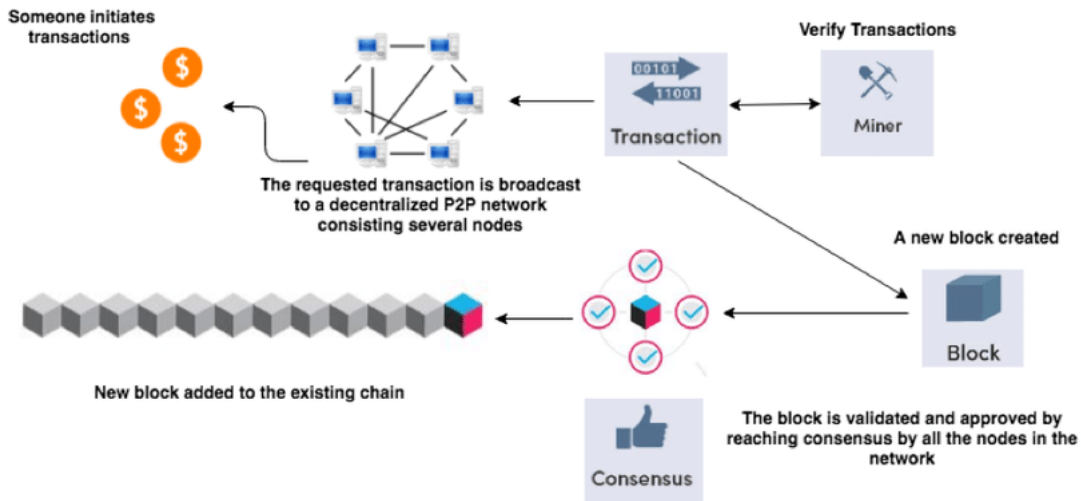 Someone initiates
transactions
$
$
$
The requested transaction is broadcast
to a decentralized P2P network
consisting several nodes
00101
11001
Transaction
Verify Transactions
Miner
A new block created
Block
New block added to the existing chain
Consensus
The block is validated and approved by
reaching consensus by all the nodes in the
network